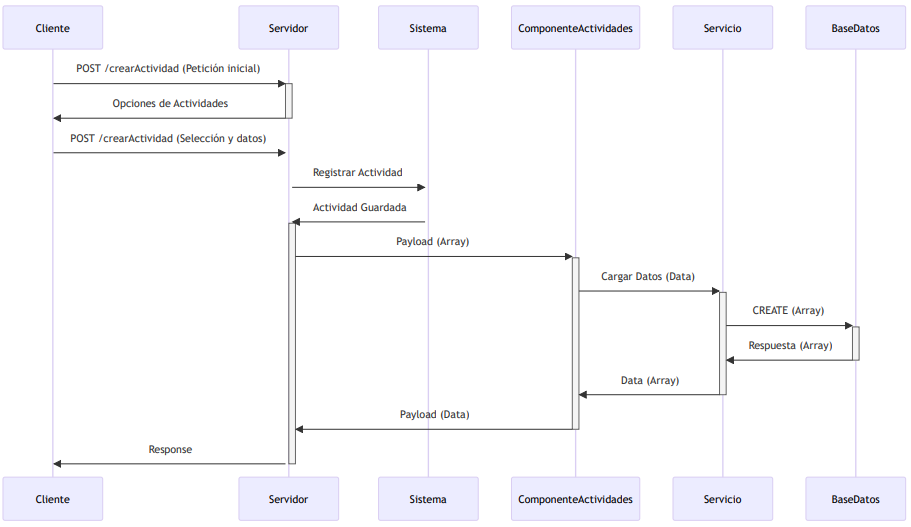 Cliente
Servidor
Sistema
ComponenteActividades
Servicio
BaseDatos
POST /crearActividad (Petición inicial)
Opciones de Actividades
POST /crearActividad (Selección y datos)
Registrar Actividad
Actividad Guardada
Payload (Array)
Cargar Datos (Data)
CREATE (Array)
Respuesta (Array)
Data (Array)
Payload (Data)
Response
Cliente
Servidor
Sistema
ComponenteActividades
Servicio
BaseDatos